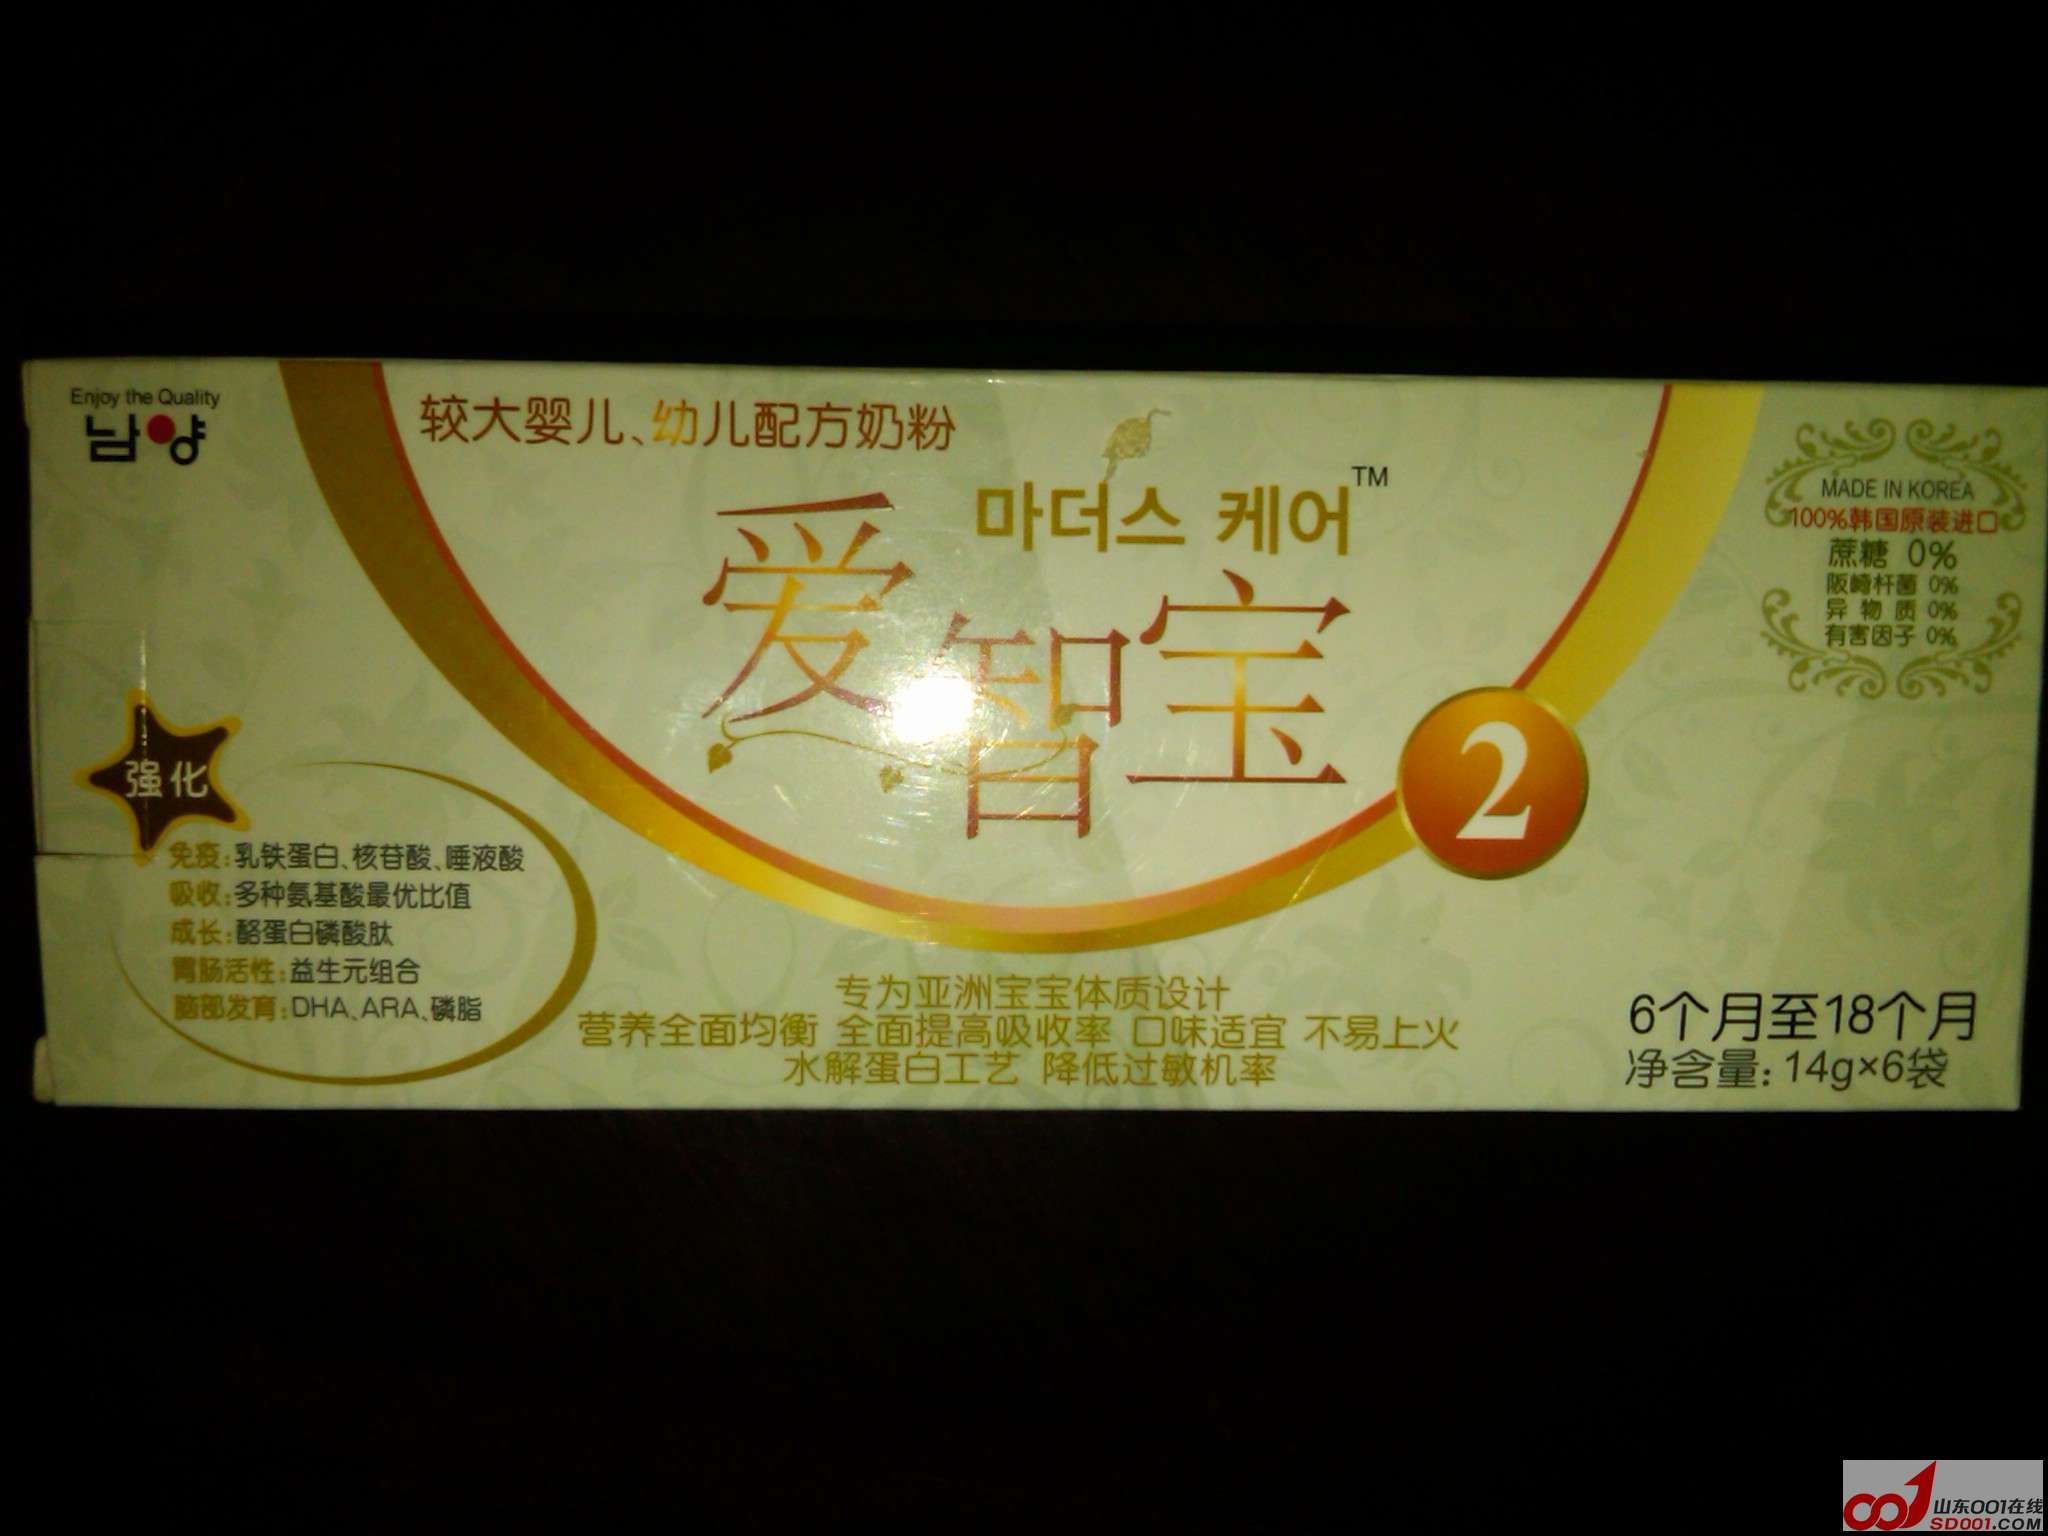 Enjoy the Quality
남양
较大婴儿、幼儿配方奶粉
마더스 케어™
爱智宝
2
MADE IN KOREA
100%韩国原装进口
蔗糖 0%
阪崎杆菌 0%
异物质 0%
有害因子 0%
强化
免疫:乳铁蛋白、核苷酸、唾液酸
吸收:多种氨基酸最优比值
成长:酪蛋白磷酸肽
胃肠活性:益生元组合
脑部发育:DHA、ARA、磷脂
专为亚洲宝宝体质设计
营养全面均衡 全面提高吸收率 口味适宜 不易上火
水解蛋白工艺 降低过敏机率
6个月至18个月
净含量:14g×6袋
001
山东001在线
SD001.COM